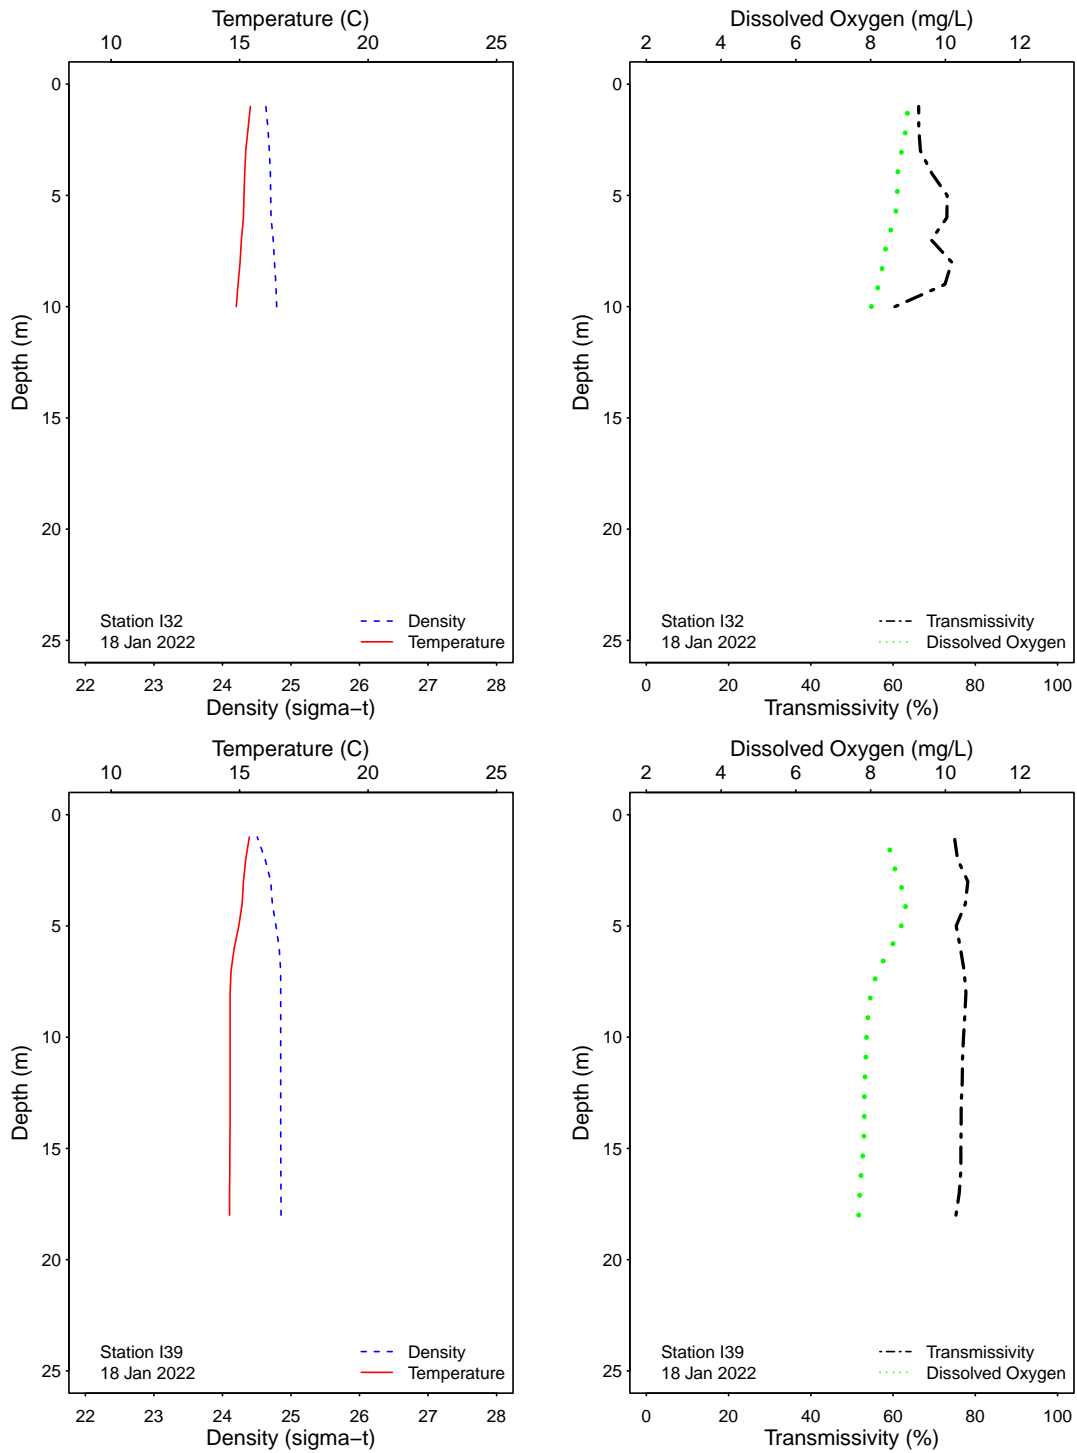 Temperature (C)
10 15 20 25
0
5
10
15
20
25
Depth (m)
Station I32
18 Jan 2022
Density
Temperature
22 23 24 25 26 27 28
Density (sigma−t)
Dissolved Oxygen (mg/L)
2 4 6 8 10 12
0
5
10
15
20
25
Depth (m)
Station I32
18 Jan 2022
Transmissivity
Dissolved Oxygen
0 20 40 60 80 100
Transmissivity (%)
Temperature (C)
10 15 20 25
0
5
10
15
20
25
Depth (m)
Station I39
18 Jan 2022
Density
Temperature
22 23 24 25 26 27 28
Density (sigma−t)
Dissolved Oxygen (mg/L)
2 4 6 8 10 12
0
5
10
15
20
25
Depth (m)
Station I39
18 Jan 2022
Transmissivity
Dissolved Oxygen
0 20 40 60 80 100
Transmissivity (%)